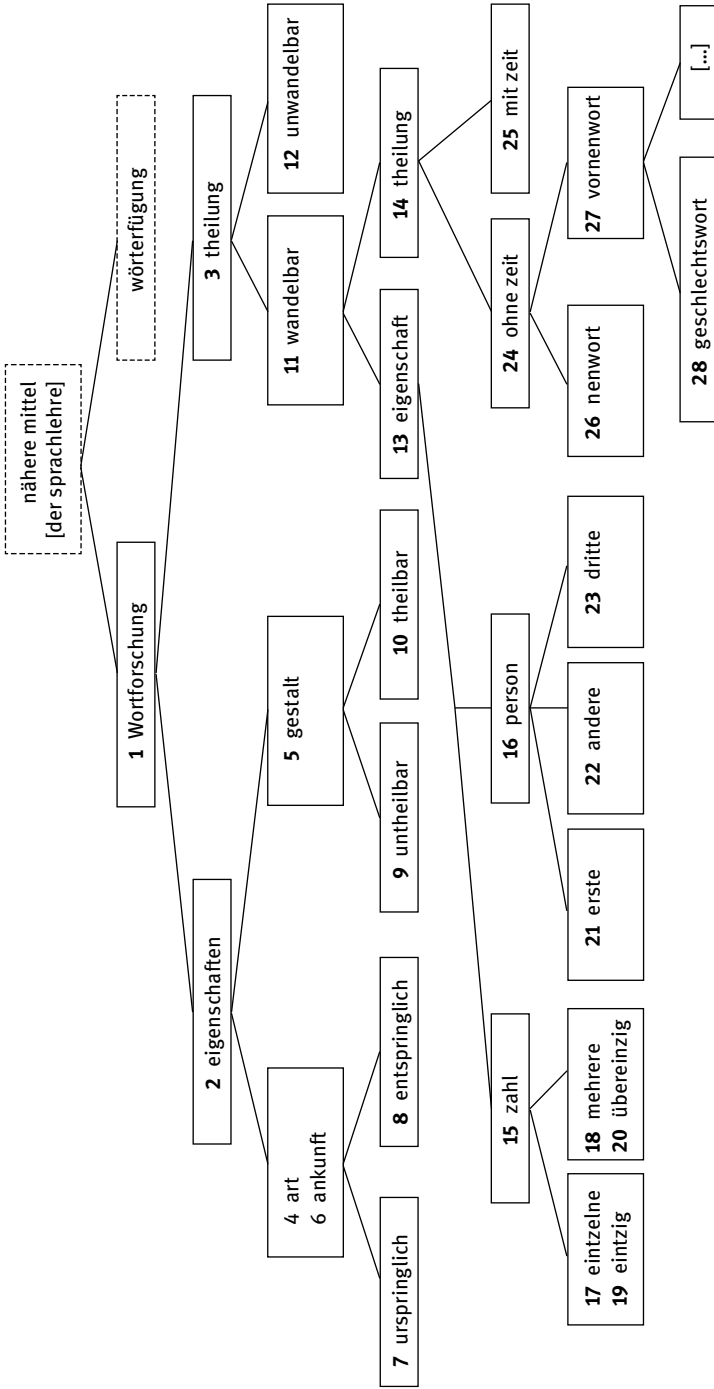 nähere mittel
[der sprachlehre]
1 Wortforschung
wörterfügung
2 eigenschaften
3 theilung
4 art
6 ankunft
5 gestalt
11 wandelbar
12 unwandelbar
7 urspringlich
8 entspringlich
9 untheilbar
10 theilbar
13 eigenschaft
14 theilung
15 zahl
16 person
24 ohne zeit
25 mit zeit
17 eintzelne
19 eintzig
18 mehrere
20 übereinzig
21 erste
22 andere
23 dritte
26 nenwort
27 vornenwort
28 geschlechtswort
[...]